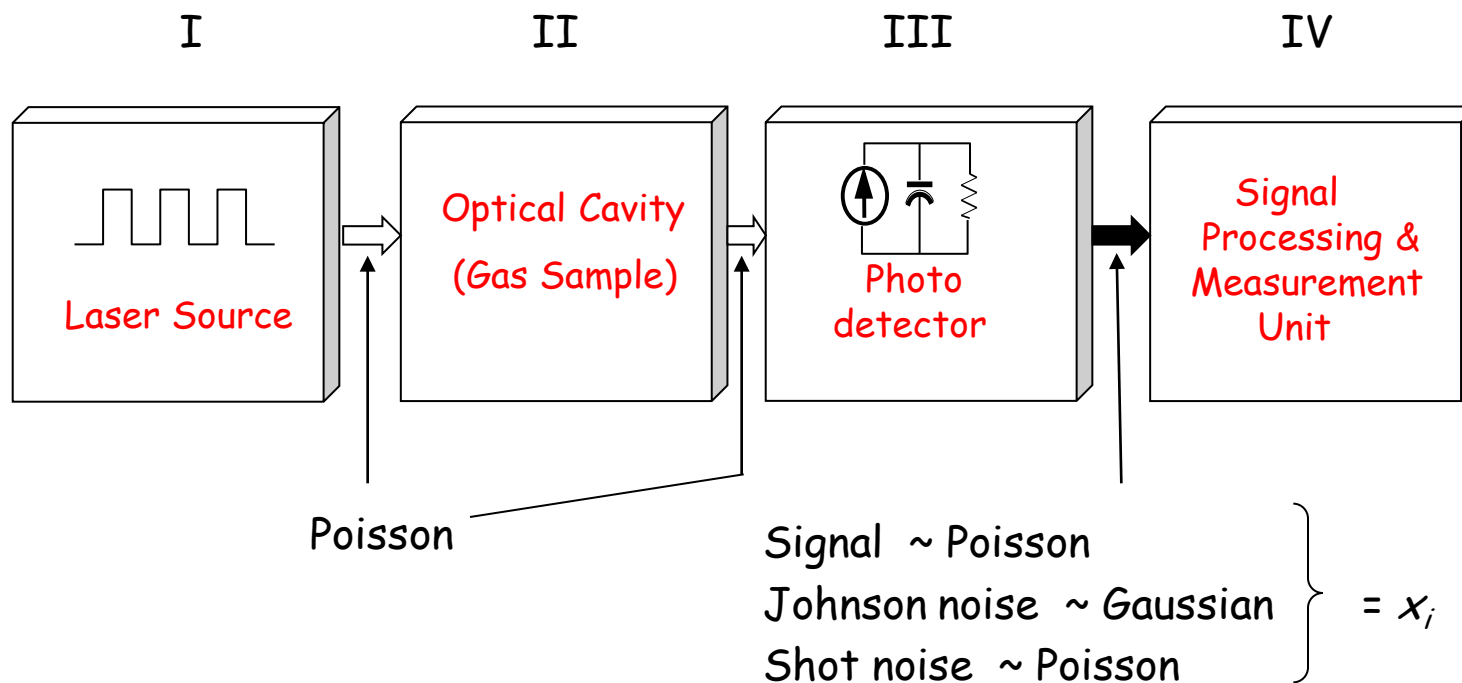 I
II
III
IV
Laser Source
Optical Cavity
(Gas Sample)
Photo
detector
Signal
Processing &
Measurement
Unit
Poisson
Signal ~ Poisson
Johnson noise ~ Gaussian
Shot noise ~ Poisson
= xᵢ